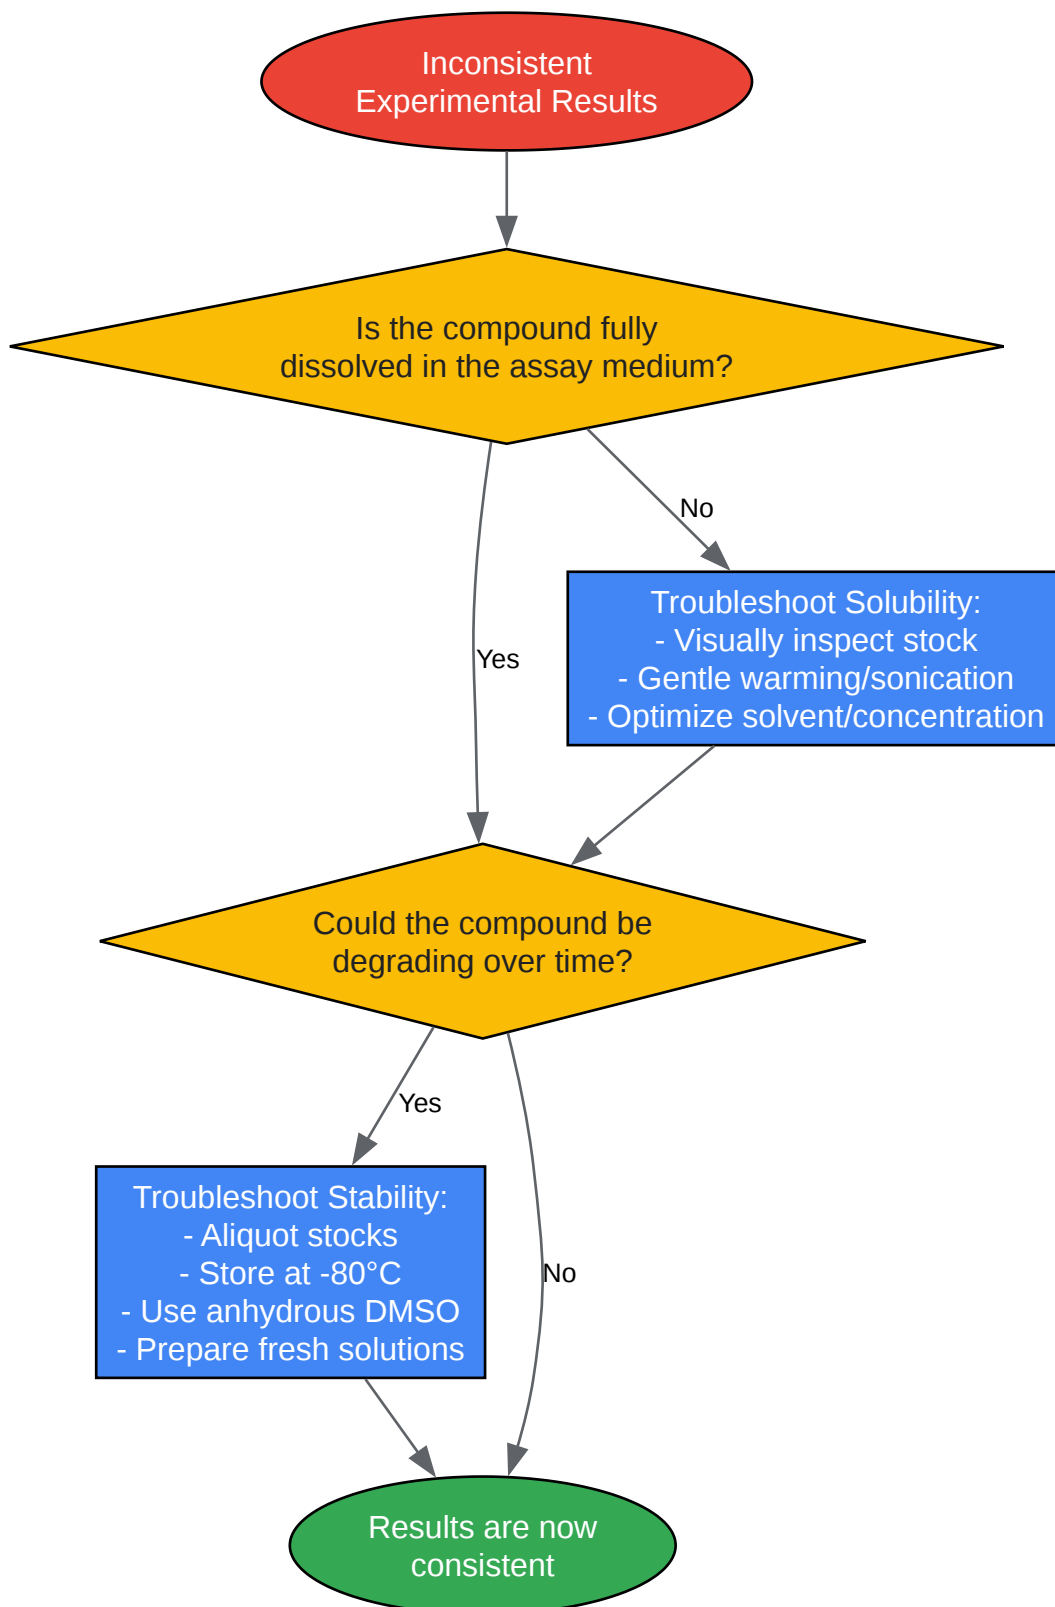 Inconsistent
Experimental Results
Is the compound fully
dissolved in the assay medium?
No
Troubleshoot Solubility:
- Visually inspect stock
- Gentle warming/sonication
- Optimize solvent/concentration
Yes
Could the compound be
degrading over time?
Yes
Troubleshoot Stability:
- Aliquot stocks
- Store at -80°C
- Use anhydrous DMSO
- Prepare fresh solutions
No
Results are now
consistent